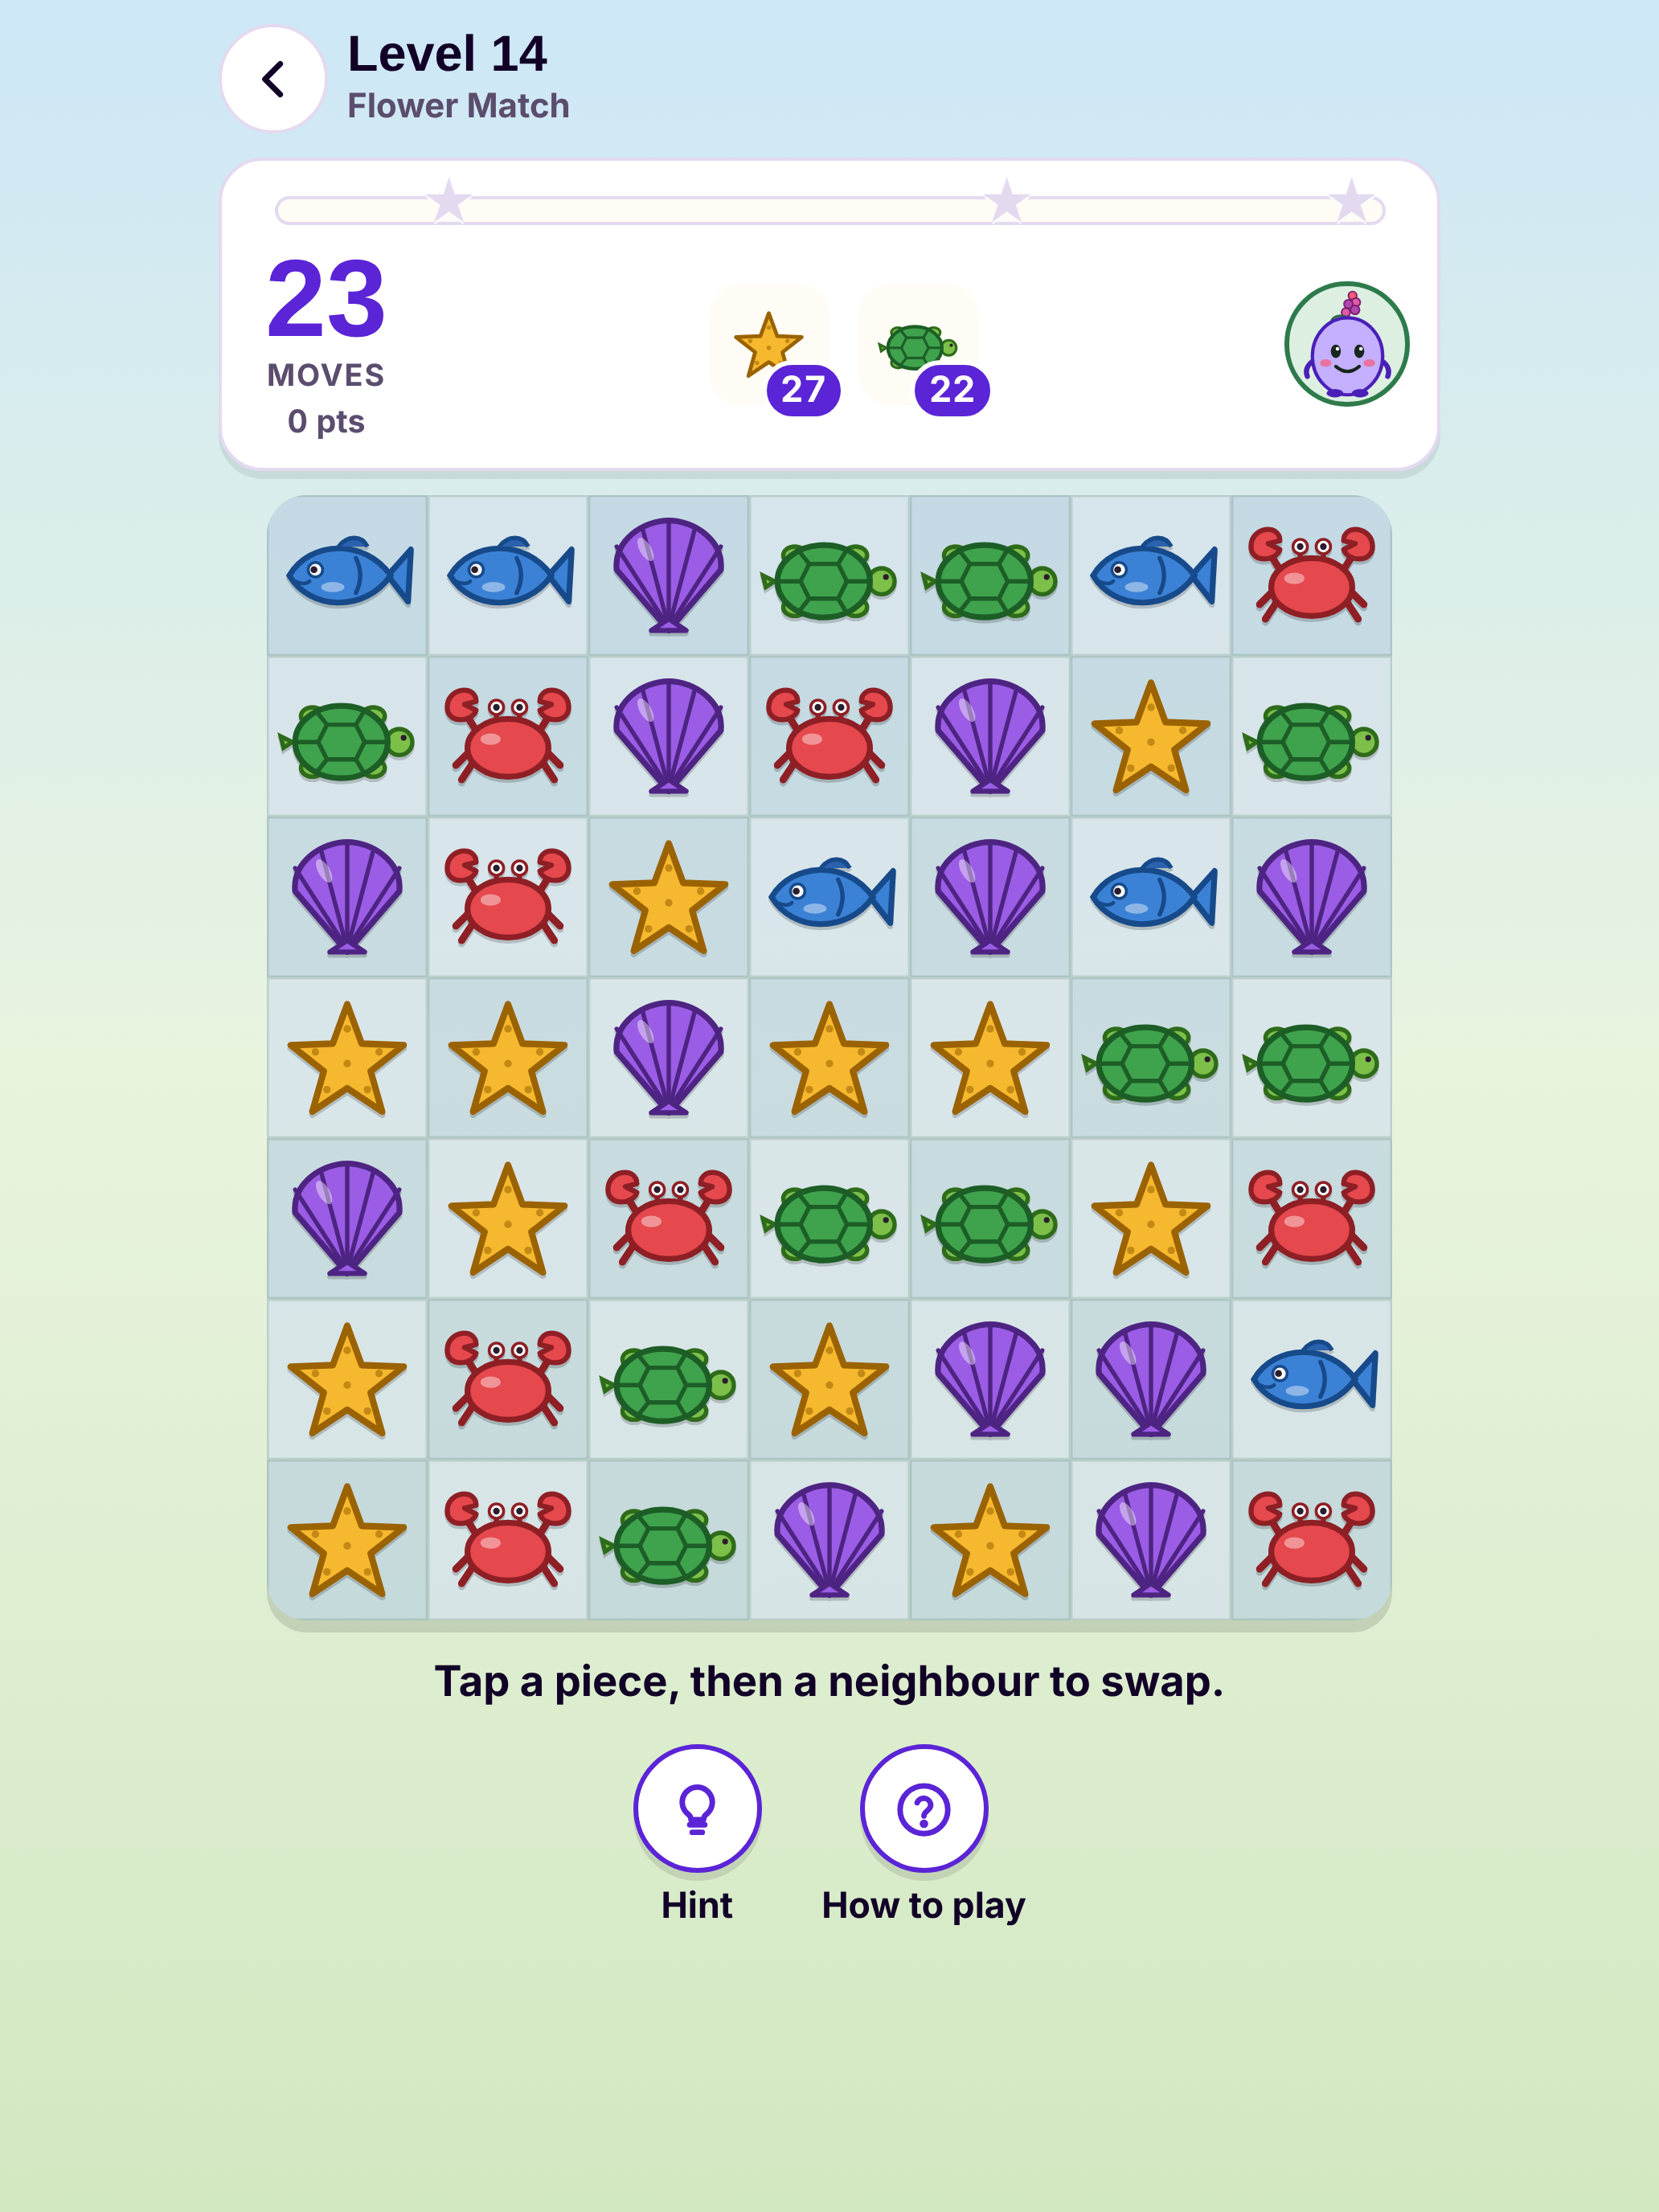 Level 14
Flower Match
23
MOVES
0 pts
27
22
Tap a piece, then a neighbour to swap.
Hint
How to play